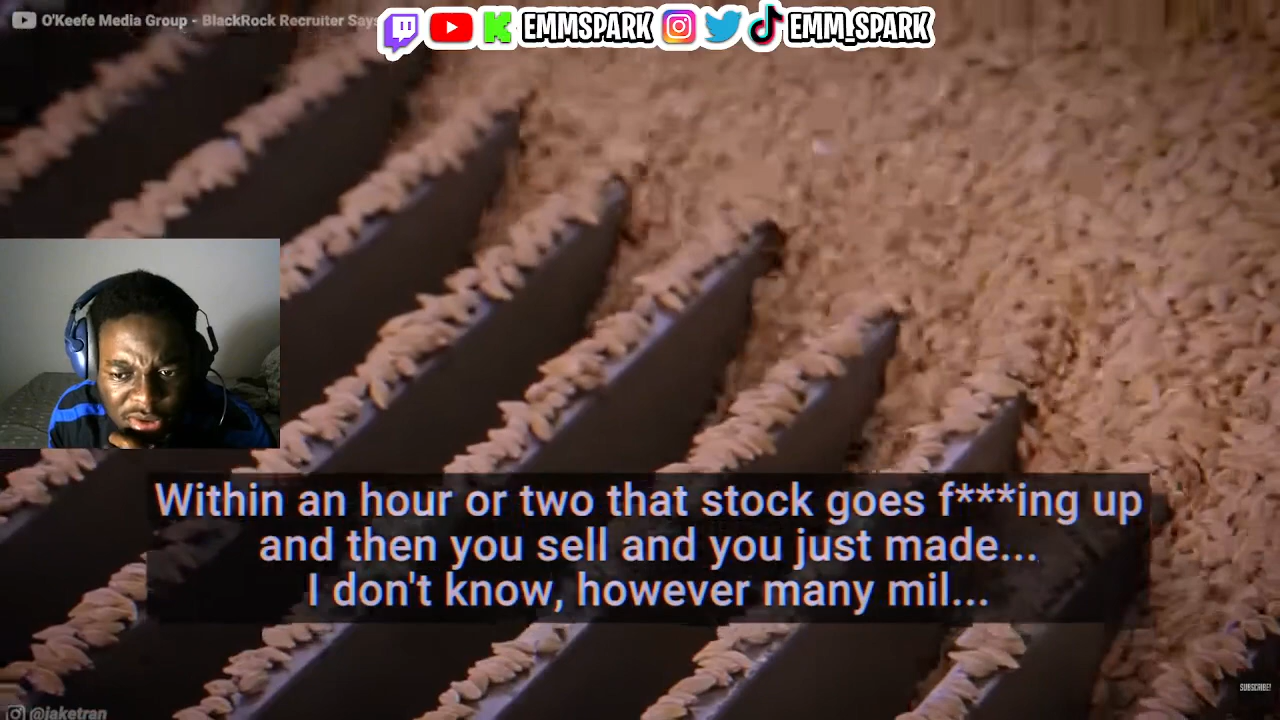 O'Keefe Media Group - BlackRock Recruiter Says
EMMSPARK
EMM_SPARK
Within an hour or two that stock goes f***ing up
and then you sell and you just made...
I don't know, however many mil...
SUBSCRIBE!
@jaketran